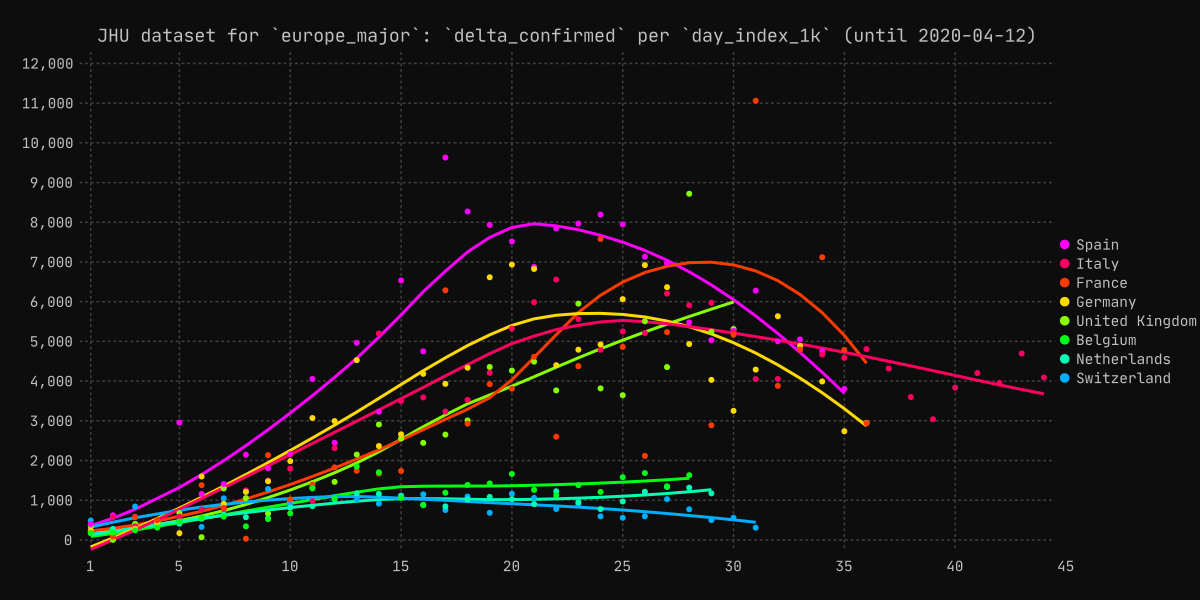 JHU dataset for `europe_major`: `delta_confirmed` per `day_index_1k` (until 2020-04-12)
12,000
11,000
10,000
9,000
8,000
7,000
6,000
5,000
4,000
3,000
2,000
1,000
0
1 5 10 15 20 25 30 35 40 45
Spain
Italy
France
Germany
United Kingdom
Belgium
Netherlands
Switzerland